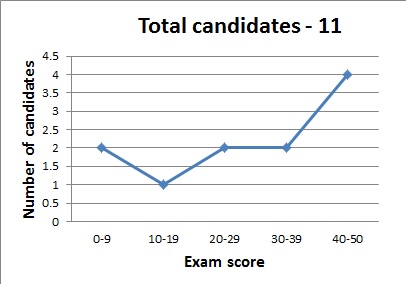 Total candidates - 11
Number of candidates
4.5
4
3.5
3
2.5
2
1.5
1
0.5
0
0-9 10-19 20-29 30-39 40-50
Exam score